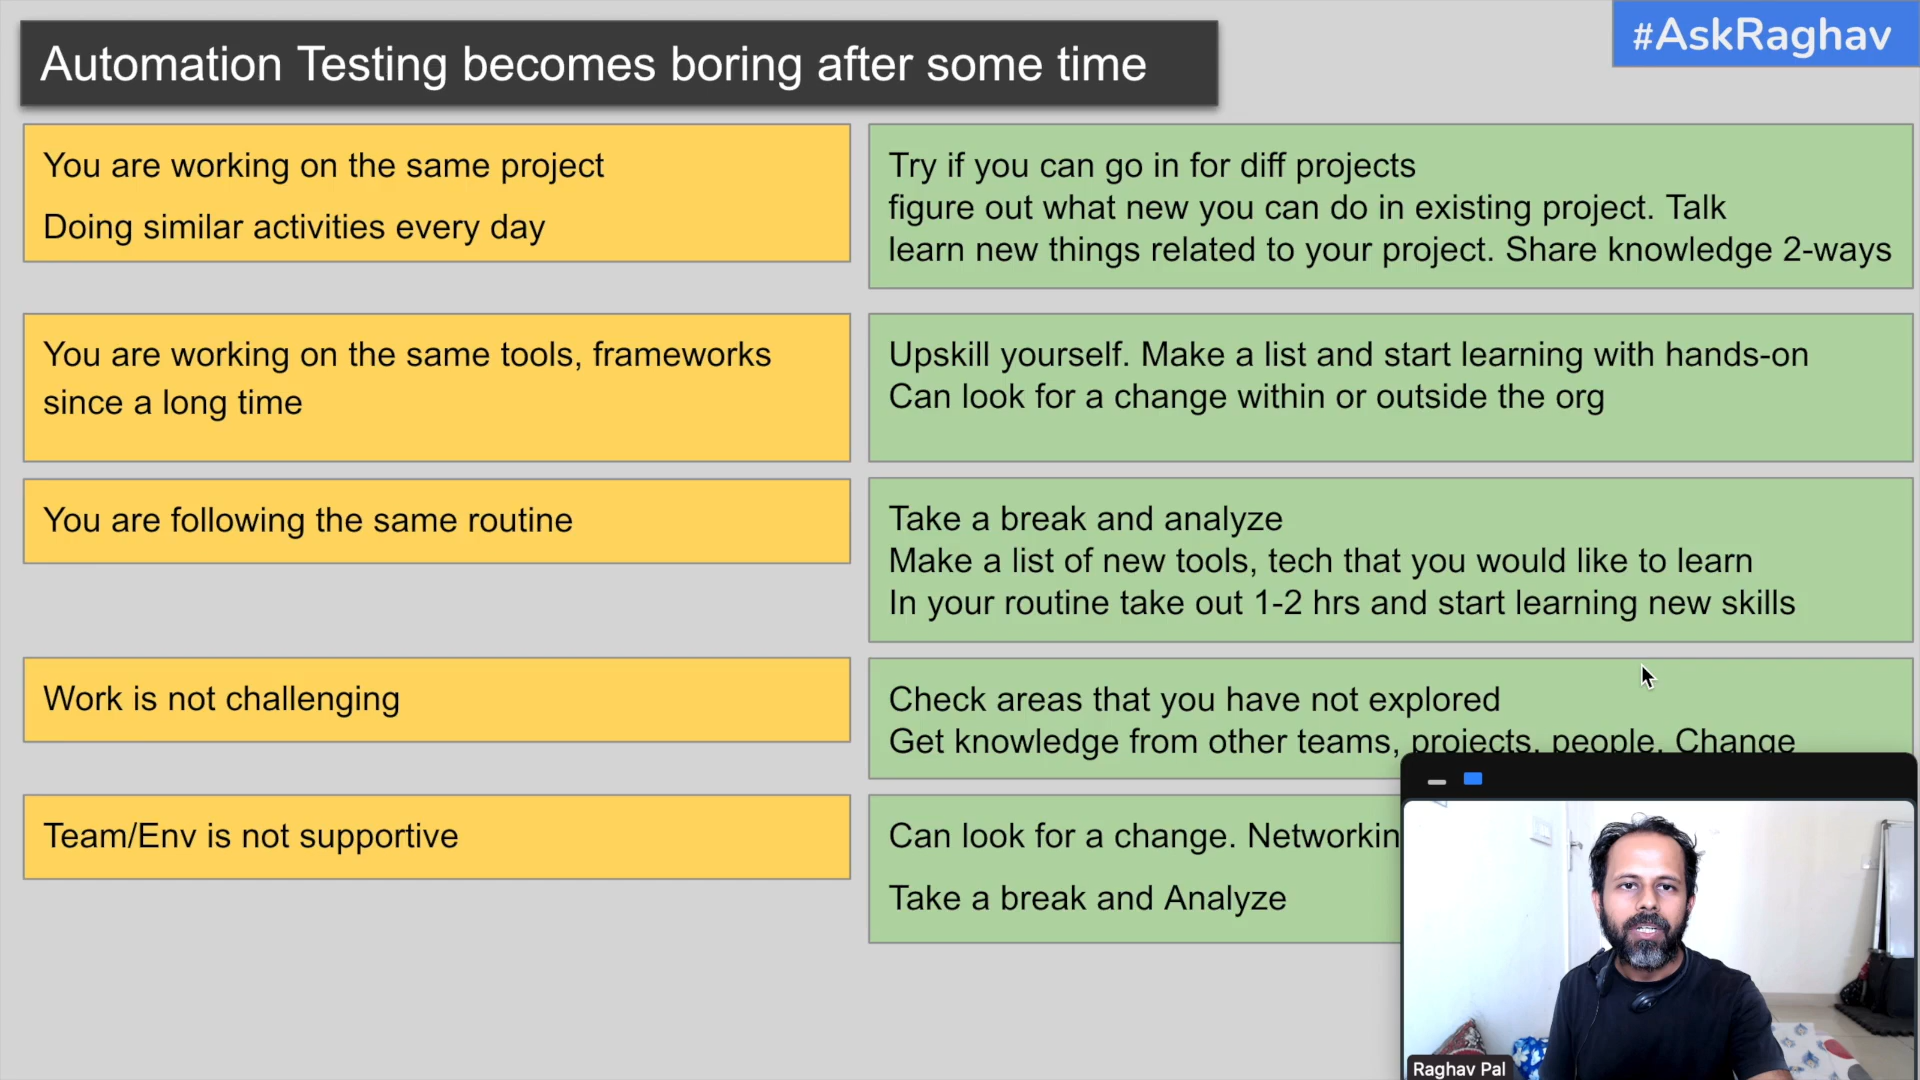 Automation Testing becomes boring after some time
#AskRaghav
You are working on the same project
Doing similar activities every day
Try if you can go in for diff projects
figure out what new you can do in existing project. Talk
learn new things related to your project. Share knowledge 2-ways
You are working on the same tools, frameworks
since a long time
Upskill yourself. Make a list and start learning with hands-on
Can look for a change within or outside the org
You are following the same routine
Take a break and analyze
Make a list of new tools, tech that you would like to learn
In your routine take out 1-2 hrs and start learning new skills
Work is not challenging
Check areas that you have not explored
Get knowledge from other teams, projects, people. Change
Team/Env is not supportive
Can look for a change.
Take a break and Analyze
Raghav Pal